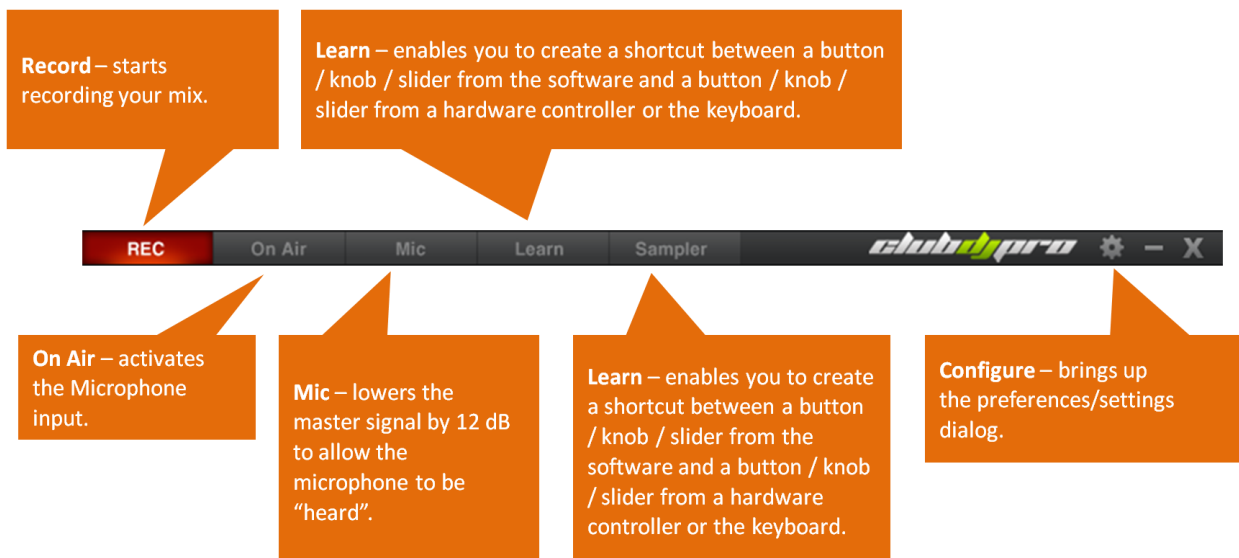 Record – starts
recording your mix.
Learn – enables you to create a shortcut between a button
/ knob / slider from the software and a button / knob /
slider from a hardware controller or the keyboard.
REC On Air Mic Learn Sampler clubdjpro – X
On Air – activates
the Microphone
input.
Mic – lowers the
master signal by 12 dB
to allow the
microphone to be
“heard”.
Learn – enables you to create
a shortcut between a button
/ knob / slider from the
software and a button / knob
/ slider from a hardware
controller or the keyboard.
Configure – brings up
the preferences/settings
dialog.